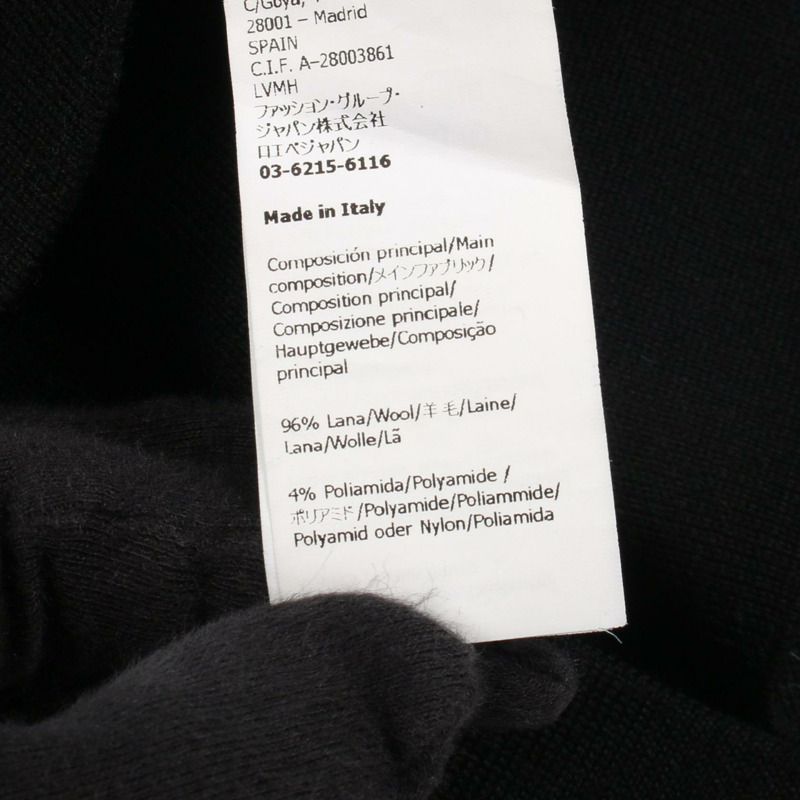 C/Goya,
28001 – Madrid
SPAIN
C.I.F. A–28003861
LVMH
ファッション・グループ・
ジャパン株式会社
ロエベジャパン
03-6215-6116
Made in Italy
Composición principal/Main
composition/メインファブリック/
Composition principal/
Composizione principale/
Hauptgewebe/Composição
principal
96% Lana/Wool/羊毛/Laine/
Lana/Wolle/Lã
4% Poliamida/Polyamide /
ポリアミド/Polyamide/Poliammide/
Polyamid oder Nylon/Poliamida